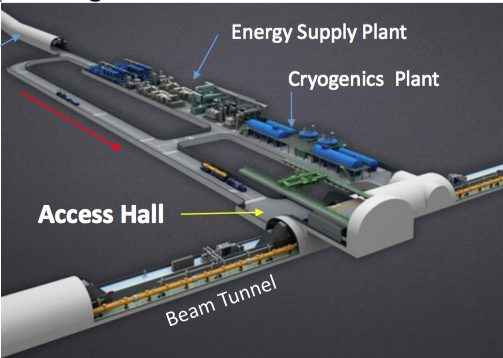 Energy Supply Plant
Cryogenics Plant
Access Hall
Beam Tunnel